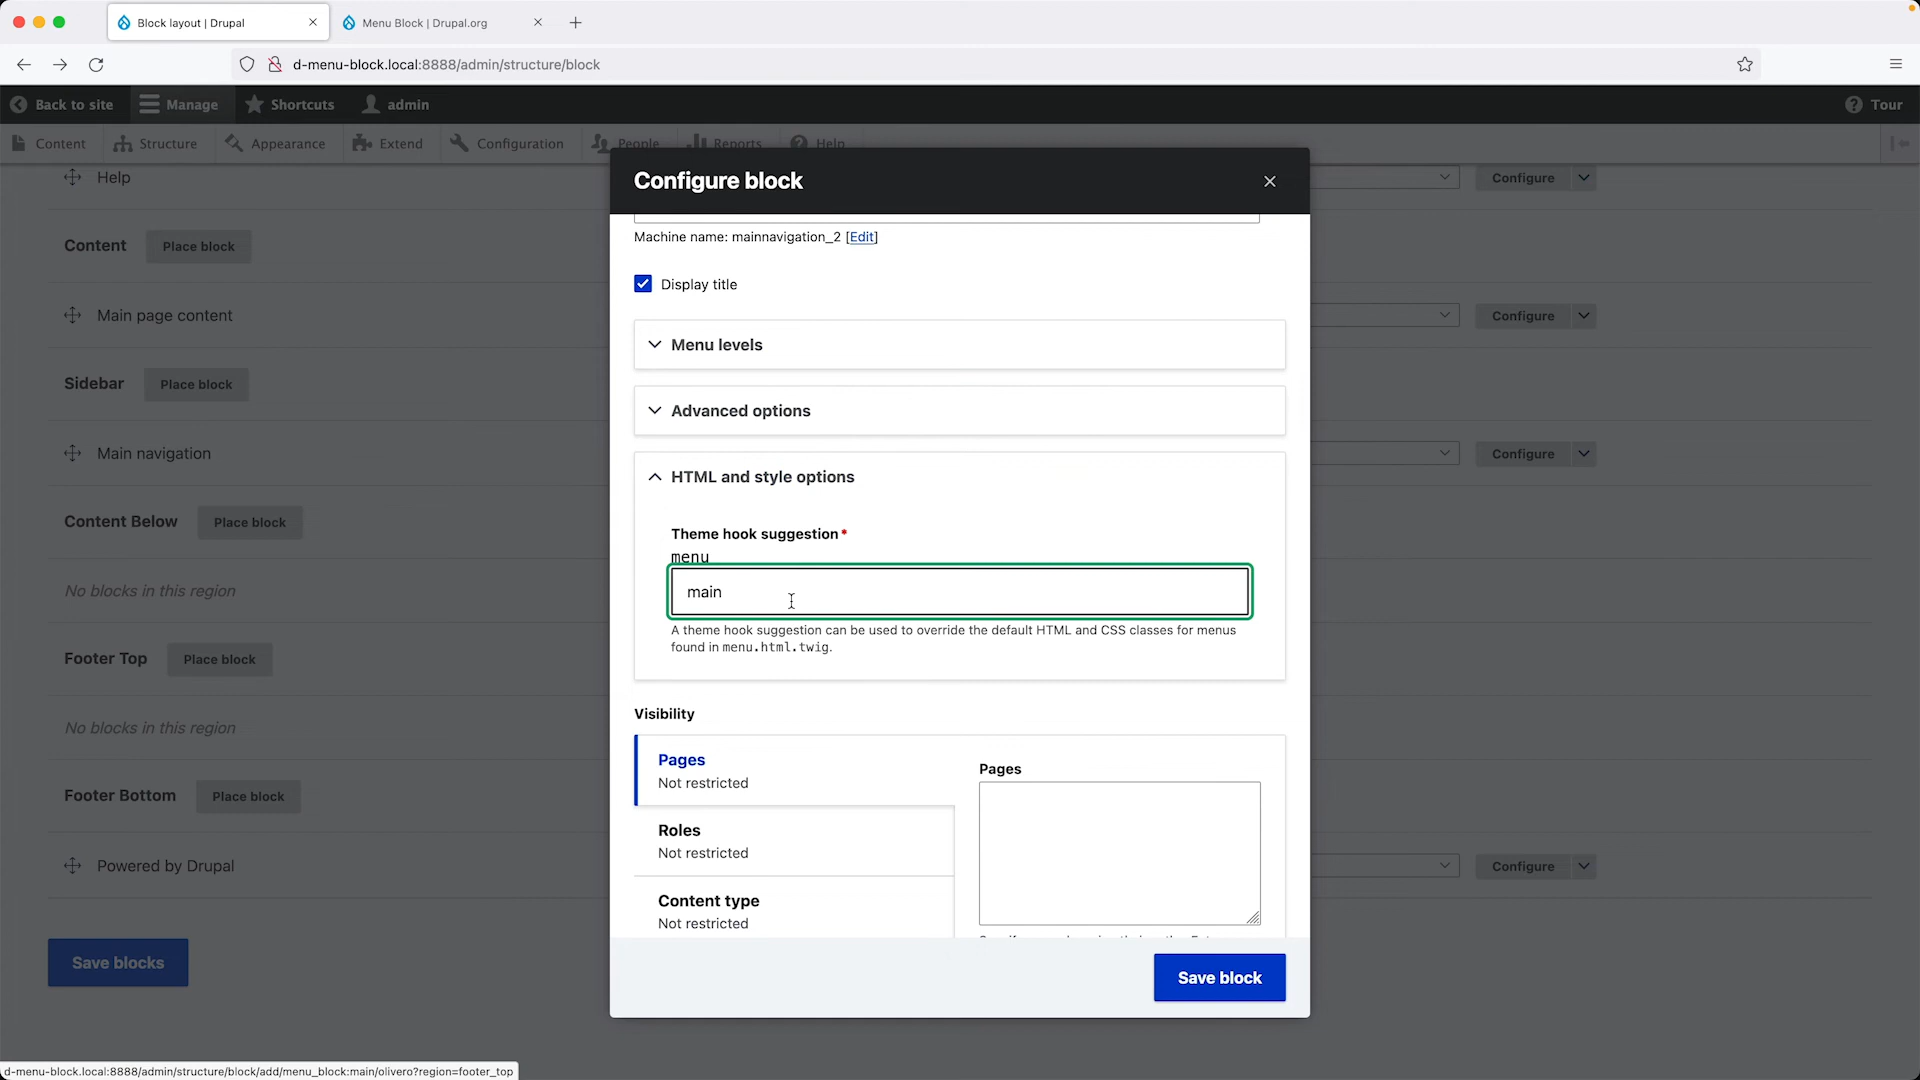 Block layout | Drupal
Menu Block | Drupal.org
d-menu-block.local:8888/admin/structure/block
Back to site
Manage
Shortcuts
admin
Tour
Content
Structure
Appearance
Extend
Configuration
People
Reports
Help
Help
Configure
Content
Place block
Main page content
Configure
Sidebar
Place block
Main navigation
Configure
Content Below
Place block
No blocks in this region
Footer Top
Place block
No blocks in this region
Footer Bottom
Place block
Powered by Drupal
Configure
Save blocks
Configure block
Machine name: mainnavigation_2 [Edit]
Display title
Menu levels
Advanced options
HTML and style options
Theme hook suggestion*
menu
main
A theme hook suggestion can be used to override the default HTML and CSS classes for menus
found in menu.html.twig.
Visibility
Pages
Not restricted
Roles
Not restricted
Content type
Not restricted
Pages
Save block
d-menu-block.local:8888/admin/structure/block/add/menu_block:main/olivero?region=footer_top